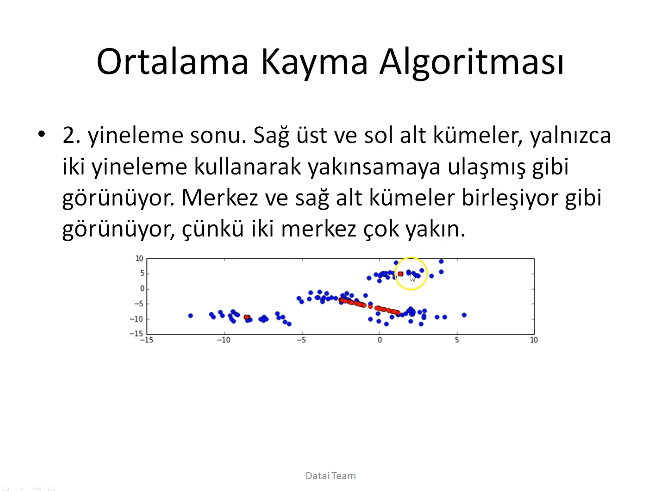 Ortalama Kayma Algoritması
• 2. yineleme sonu. Sağ üst ve sol alt kümeler, yalnızca
iki yineleme kullanarak yakınsamaya ulaşmış gibi
görünüyor. Merkez ve sağ alt kümeler birleşiyor gibi
görünüyor, çünkü iki merkez çok yakın.
10
5
0
−5
−10
−15
−15 −10 −5 0 5 10
Datai Team